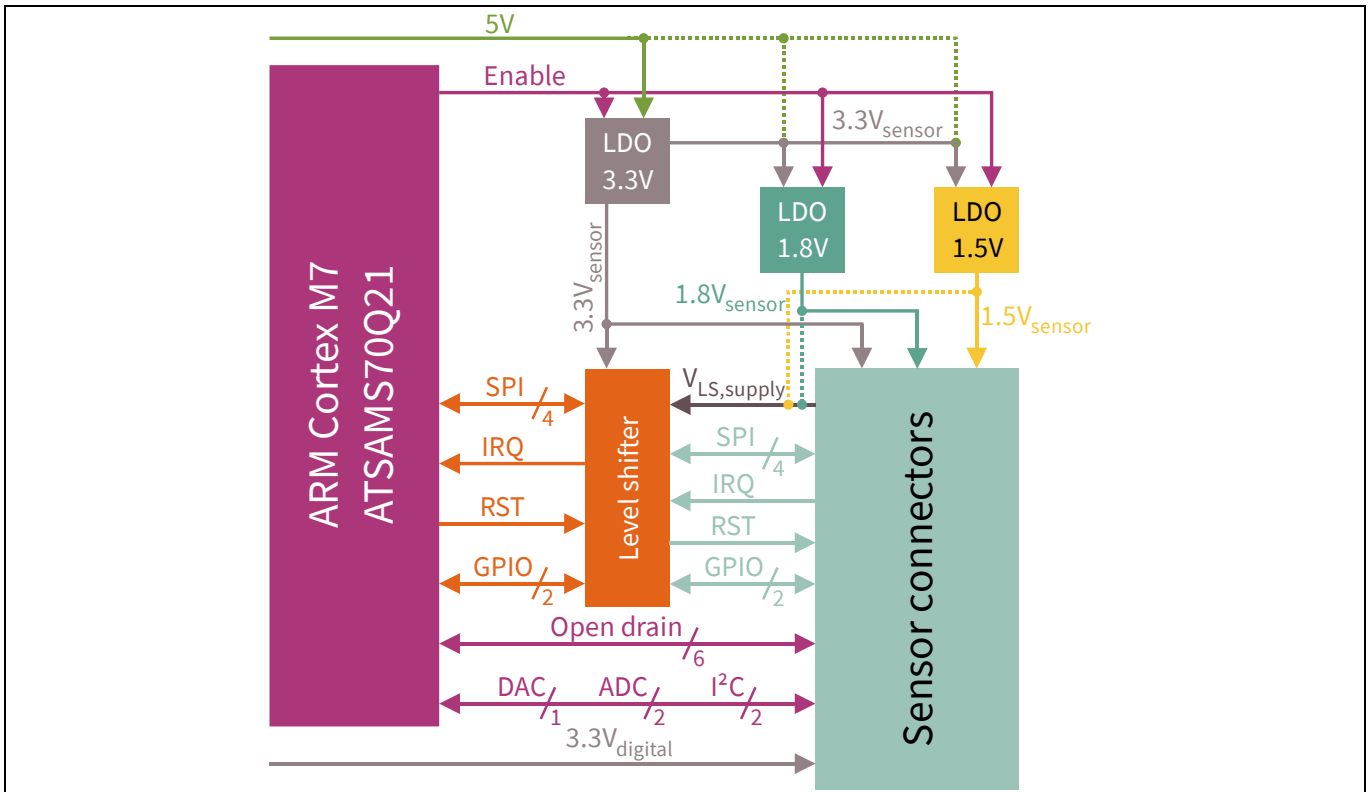 5V
Enable
3.3Vsensor
LDO
3.3V
LDO
1.8V
LDO
1.5V
3.3Vsensor
1.8Vsensor
1.5Vsensor
ARM Cortex M7
ATSAMS70Q21
VLS,supply
SPI
4
IRQ
RST
GPIO
2
Level shifter
SPI
4
IRQ
RST
GPIO
2
Sensor connectors
Open drain
6
DAC
1
ADC
2
I²C
2
3.3Vdigital